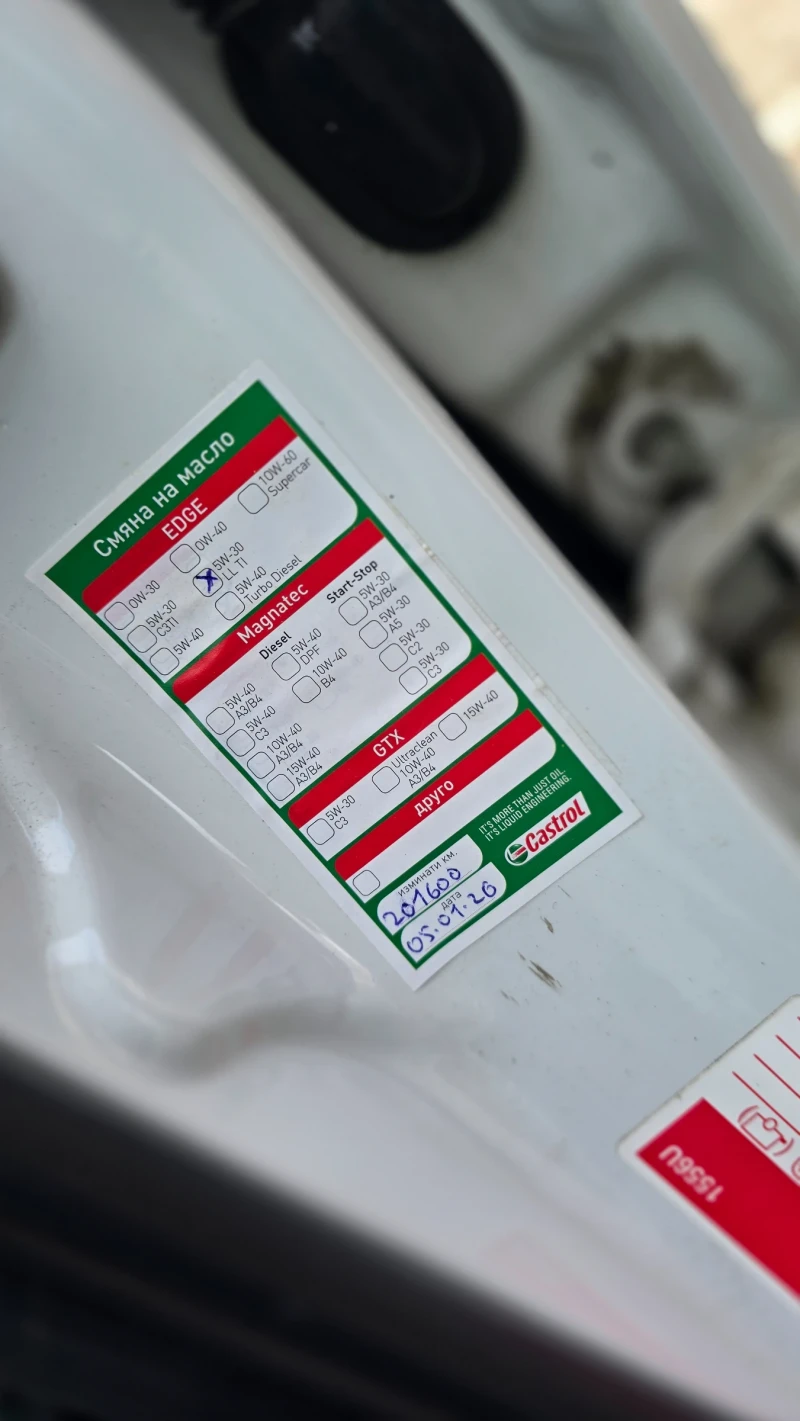 Смяна на масло
EDGE
0W-30
0W-40
10W-60
Supercar
5W-30
C3TI
5W-30
LL TI
5W-40
5W-40
Turbo Diesel
Magnatec
Diesel
Start-Stop
5W-40
A3/B4
5W-40
DPF
5W-30
A3/B4
5W-40
C3
10W-40
B4
5W-30
A5
10W-40
A3/B4
5W-30
C2
15W-40
A3/B4
5W-30
C3
GTX
5W-30
C3
Ultraclean
10W-40
A3/B4
15W-40
друго
изминати км.
201600
дата
05.01.26
IT'S MORE THAN JUST OIL.
IT'S LIQUID ENGINEERING.
Castrol
1556U